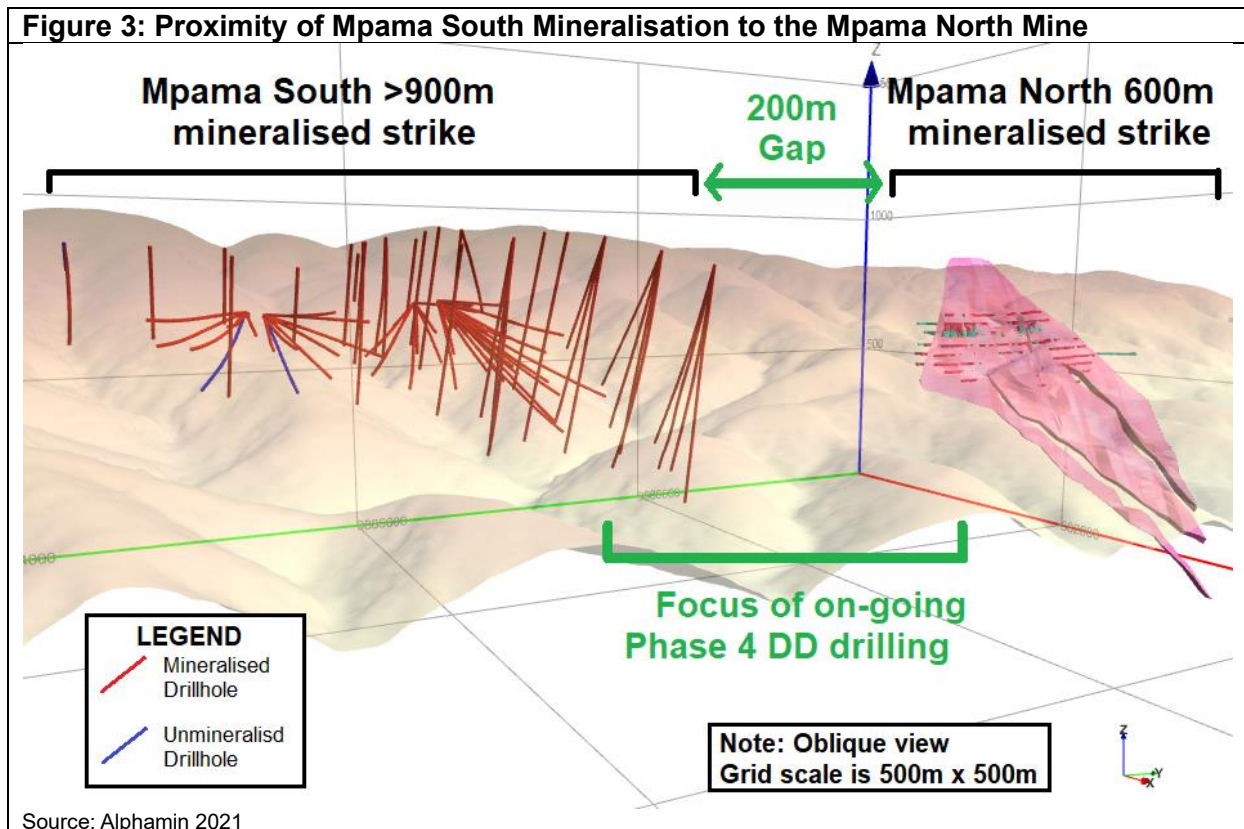 Figure 3: Proximity of Mpama South Mineralisation to the Mpama North Mine
Z
Mpama South >900m
mineralised strike
200m
Gap
Mpama North 600m
mineralised strike
1000
500
Focus of on-going
Phase 4 DD drilling
LEGEND
Mineralised
Drillhole
Unmineralisd
Drillhole
Note: Oblique view
Grid scale is 500m x 500m
Z
Y
X
Source: Alphamin 2021